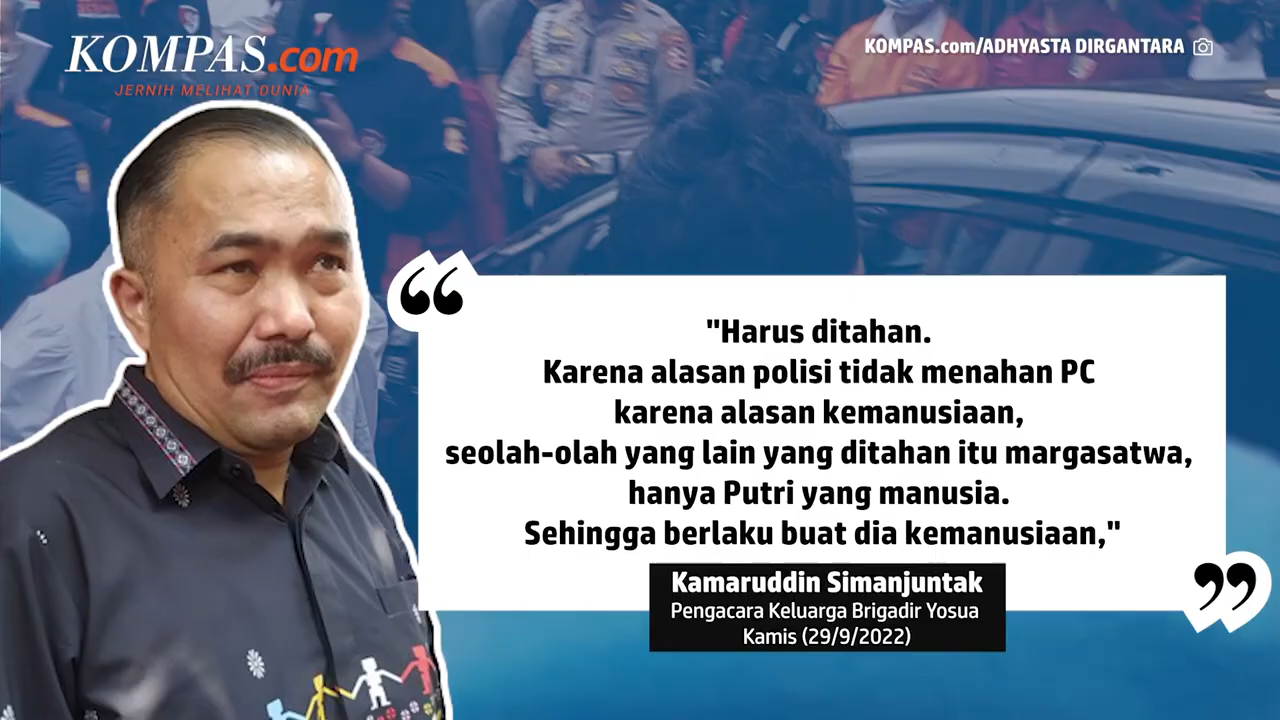 KOMPAS.com
JERNIH MELIHAT DUNIA
KOMPAS.com/ADHYASTA DIRGANTARA
"Harus ditahan.
Karena alasan polisi tidak menahan PC
karena alasan kemanusiaan,
seolah-olah yang lain yang ditahan itu margasatwa,
hanya Putri yang manusia.
Sehingga berlaku buat dia kemanusiaan,"
Kamaruddin Simanjuntak
Pengacara Keluarga Brigadir Yosua
Kamis (29/9/2022)